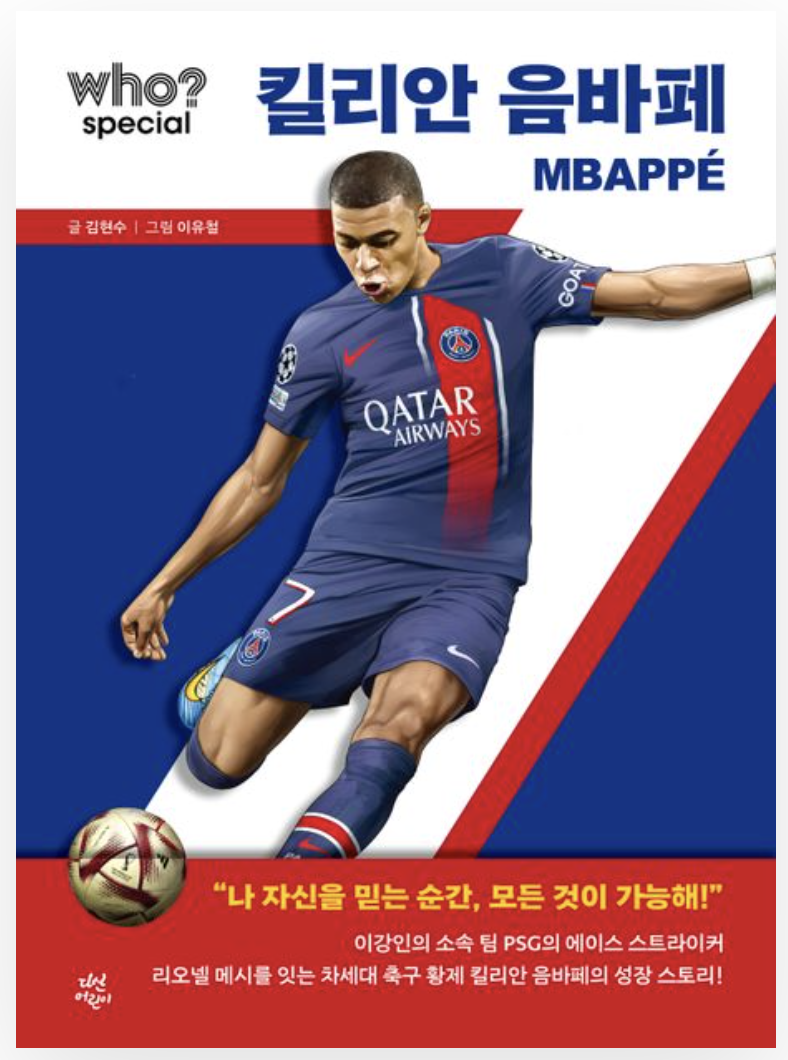 who?
special
킬리안 음바페
MBAPPÉ
글 김현수 | 그림 이유철
GOAT
PARIS
QATAR
AIRWAYS
7
“나 자신을 믿는 순간, 모든 것이 가능해!”
이강인의 소속 팀 PSG의 에이스 스트라이커
리오넬 메시를 잇는 차세대 축구 황제 킬리안 음바페의 성장 스토리!
다산
어린이